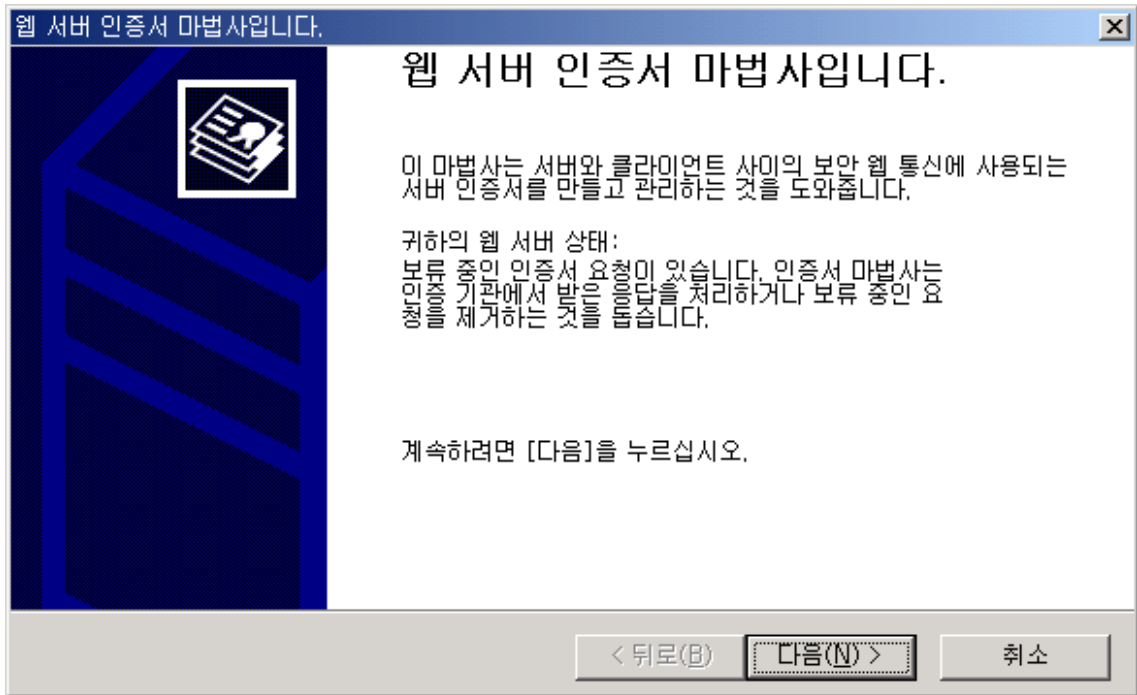 웹 서버 인증서 마법사입니다.
웹 서버 인증서 마법사입니다.
이 마법사는 서버와 클라이언트 사이의 보안 웹 통신에 사용되는
서버 인증서를 만들고 관리하는 것을 도와줍니다.
귀하의 웹 서버 상태:
보류 중인 인증서 요청이 있습니다. 인증서 마법사는
인증 기관에서 받은 응답을 처리하거나 보류 중인 요
청을 제거하는 것을 돕습니다.
계속하려면 [다음]을 누르십시오.
< 뒤로(B) 다음(N) > 취소